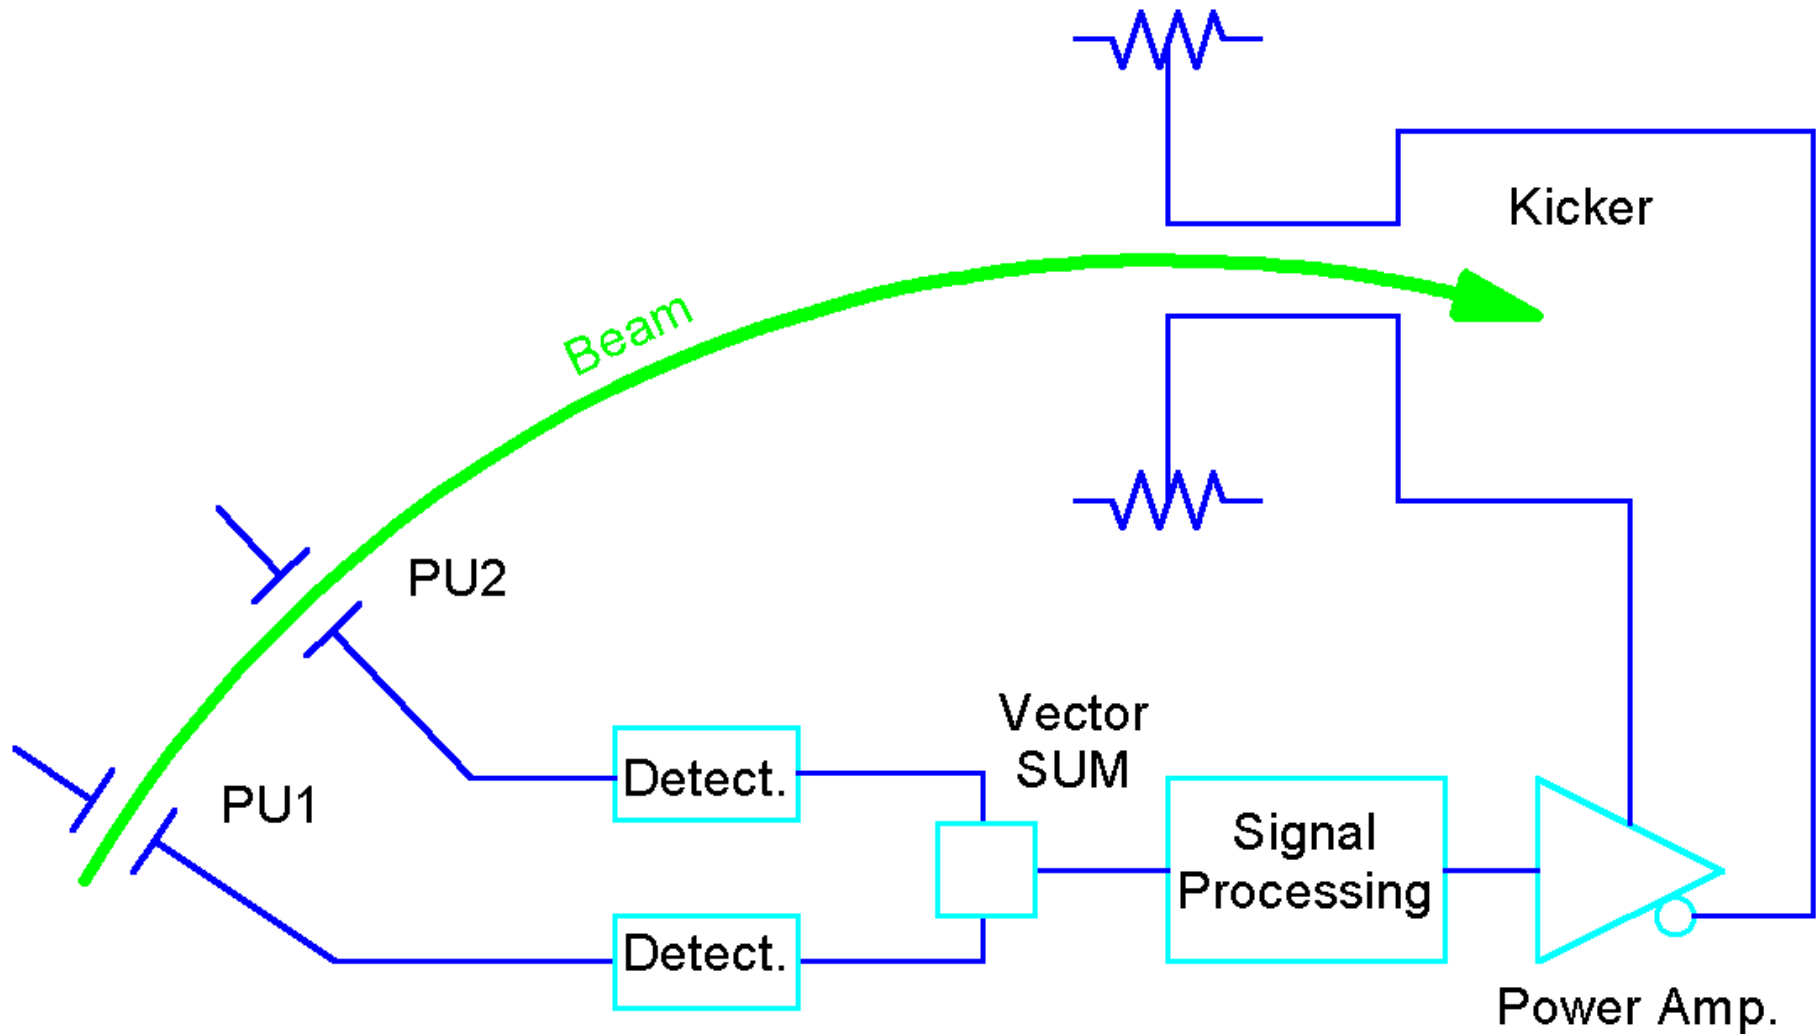 Kicker
Beam
PU2
PU1
Vector
SUM
Detect.
Detect.
Signal
Processing
Power Amp.